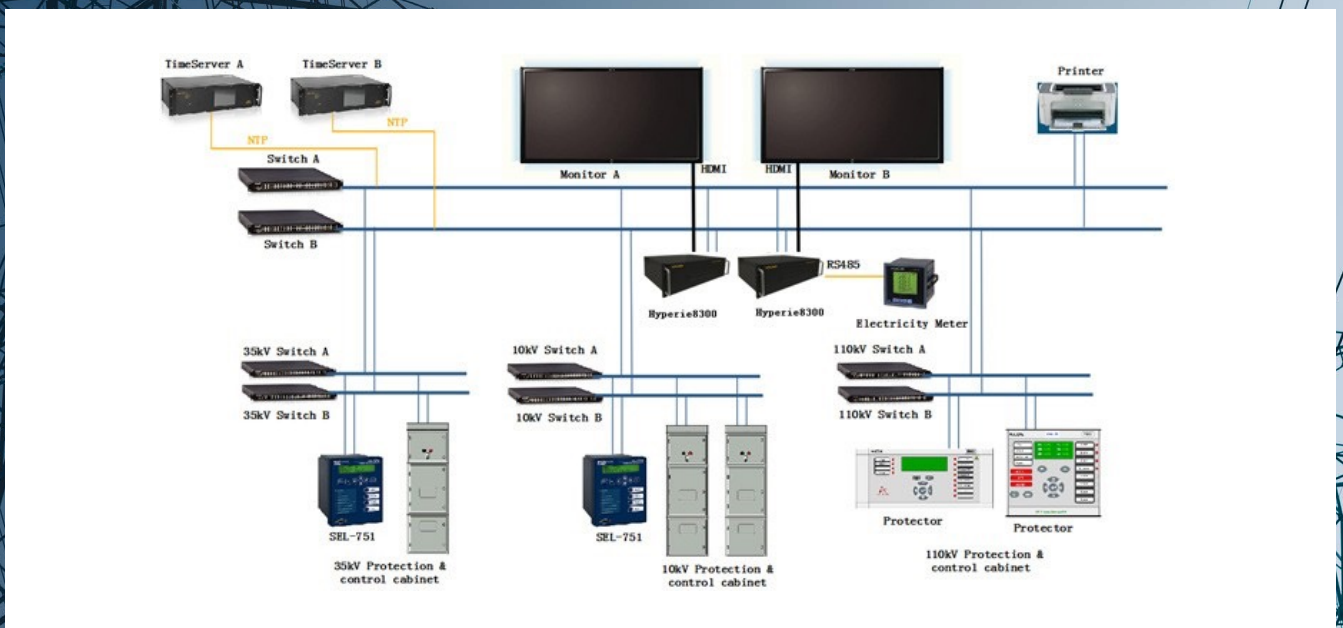 TimeServer A
TimeServer B
Printer
NTP
NTP
Switch A
HDMI
HDMI
Monitor A
Monitor B
Switch B
RS485
Hyperie8300
Hyperie8300
Electricity Meter
35kV Switch A
10kV Switch A
110kV Switch A
35kV Switch B
10kV Switch B
110kV Switch B
SEL-751
SEL-751
Protector
Protector
35kV Protection &
control cabinet
10kV Protection &
control cabinet
110kV Protection &
control cabinet